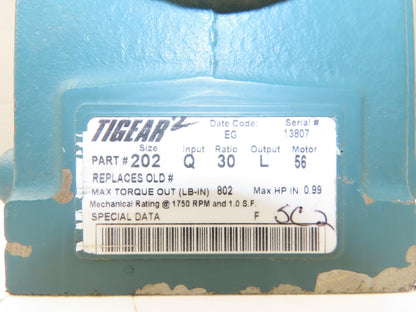 TIGEAR Date Code: Serial #
EG 13807
Size Input Ratio Output Motor
PART # 202 Q 30 L 56
REPLACES OLD #
MAX TORQUE OUT (LB-IN) 802 Max HP IN 0.99
Mechanical Rating @ 1750 RPM and 1.0 S.F.
SPECIAL DATA F SC2